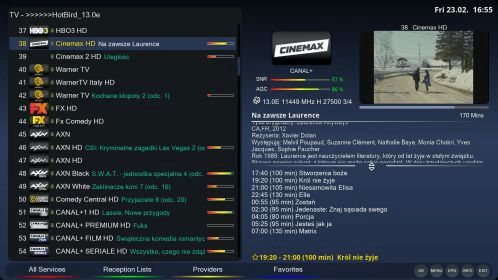 TV - >>>>>>HotBird_13.0e
Fri 23.02. 16:55
37 HBO3 HD
38 Cinemax HD Na zawsze Laurence
39 Cinemax 2 HD Uległość
40 Warner TV
41 WarnerTV Italy HD
42 Warner TV Kochane kłopoty 2 (odc. 1)
43 FX HD
44 Fx Comedy HD
45 AXN
46 AXN HD CSI: Kryminalne zagadki Las Vegas 2 (o
47 AXN HD
48 AXN Black S.W.A.T. - jednostka specjalna 4 (odc.
49 AXN White Zaklinacze koni 7 (odc. 16)
50 Comedy Central HD Przyjaciele 8 (odc. 20)
51 CANAL+1 HD Lassie: Nowe przygody
52 CANAL+ PREMIUM HD Fuks
53 CANAL+ FILM HD Świąteczna komedia romantyc
54 CANAL+ SERIALE HD Wszystko, czego nie zdąż
38 Cinemax HD
CINEMAX
CANAL+
SNR 87 %
AGC 80 %
13.0E 11449 MHz H 27500 3/4
Na zawsze Laurence 170 Mins
CA,FR, 2012
Reżyseria: Xavier Dolan
Występują: Melvil Poupaud, Suzanne Clément, Nathalie Baye, Monia Chokri, Yves
Jacques, Sophie Faucher
Rok 1989. Laurence jest nauczycielem literatury, który od lat żyje w stałym związku.
17:40 (100 min) Stworzenia boże
19:20 (100 min) Król nie żyje
21:00 (105 min) Niesamowita Elisa
22:45 (130 min) Elle
00:55 (95 min) Zostań
02:30 (95 min) Jedenaste: Znaj sąsiada swego
04:05 (80 min) Porcja
05:25 (95 min) Jesteś jak ja
07:00 (135 min) Matrix
19:20 - 21:00 (100 min) Król nie żyje
All Services
Reception Lists
Providers
Favorites
OK
MENU
EPG
INFO
EXIT